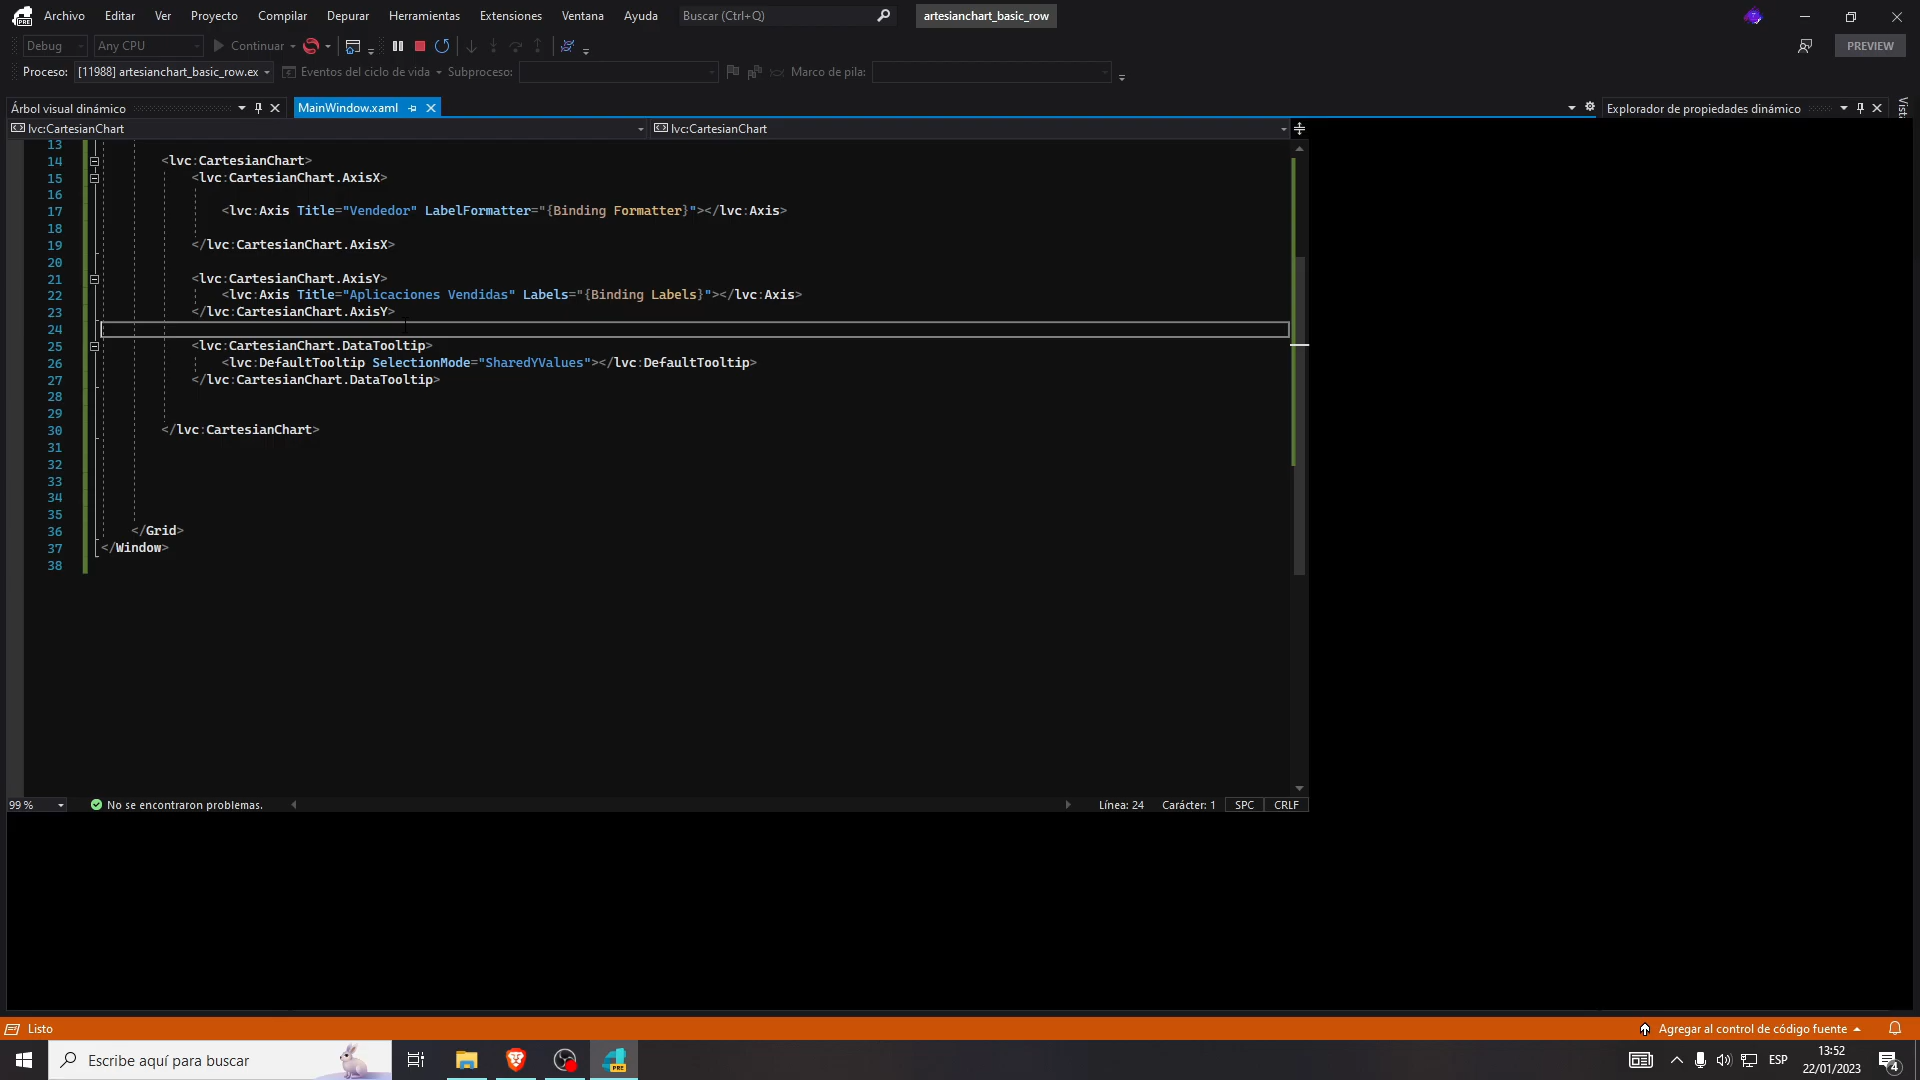 Archivo Editar Ver Proyecto Compilar Depurar Herramientas Extensiones Ventana Ayuda Buscar (Ctrl+Q) artesianchart_basic_row
Debug Any CPU Continuar PREVIEW
Proceso: [11988] artesianchart_basic_row.ex Eventos del ciclo de vida Subproceso: Marco de pila:
Árbol visual dinámico MainWindow.xaml Explorador de propiedades dinámico
lvc:CartesianChart lvc:CartesianChart
13
14 <lvc:CartesianChart>
15 <lvc:CartesianChart.AxisX>
16
17 <lvc:Axis Title="Vendedor" LabelFormatter="{Binding Formatter}"></lvc:Axis>
18
19 </lvc:CartesianChart.AxisX>
20
21 <lvc:CartesianChart.AxisY>
22 <lvc:Axis Title="Aplicaciones Vendidas" Labels="{Binding Labels}"></lvc:Axis>
23 </lvc:CartesianChart.AxisY>
24
25 <lvc:CartesianChart.DataTooltip>
26 <lvc:DefaultTooltip SelectionMode="SharedYValues"></lvc:DefaultTooltip>
27 </lvc:CartesianChart.DataTooltip>
28
29
30 </lvc:CartesianChart>
31
32
33
34
35
36 </Grid>
37 </Window>
38
99 % No se encontraron problemas. Línea: 24 Carácter: 1 SPC CRLF
Listo Agregar al control de código fuente
Escribe aquí para buscar PRE ESP 13:52
22/01/2023 4